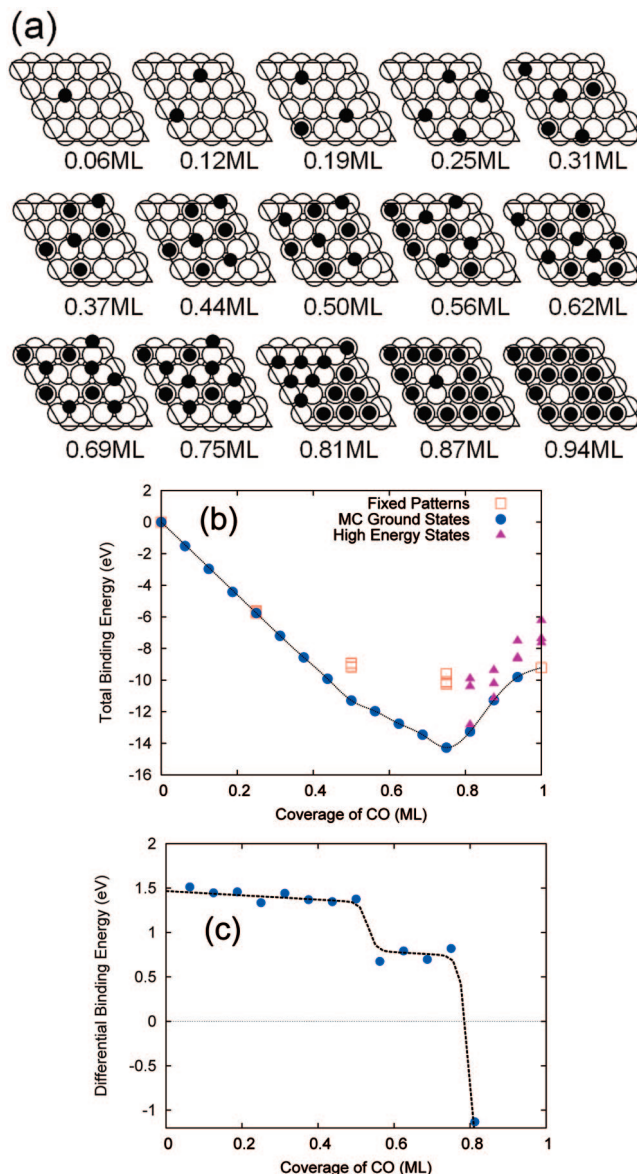 (a)
0.06ML 0.12ML 0.19ML 0.25ML 0.31ML
0.37ML 0.44ML 0.50ML 0.56ML 0.62ML
0.69ML 0.75ML 0.81ML 0.87ML 0.94ML
(b)
Fixed Patterns
MC Ground States
High Energy States
Total Binding Energy (eV)
2
0
-2
-4
-6
-8
-10
-12
-14
-16
0 0.2 0.4 0.6 0.8 1
Coverage of CO (ML)
(c)
Differential Binding Energy (eV)
2
1.5
1
0.5
0
-0.5
-1
0 0.2 0.4 0.6 0.8 1
Coverage of CO (ML)